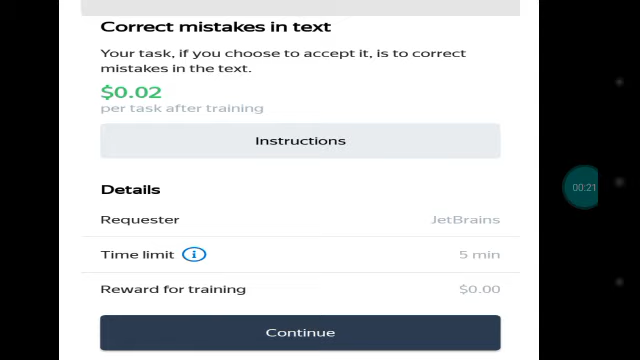 Correct mistakes in text
Your task, if you choose to accept it, is to correct
mistakes in the text.
$0.02
per task after training
Instructions
Details
Requester JetBrains
00:21
Time limit i 5 min
Reward for training $0.00
Continue